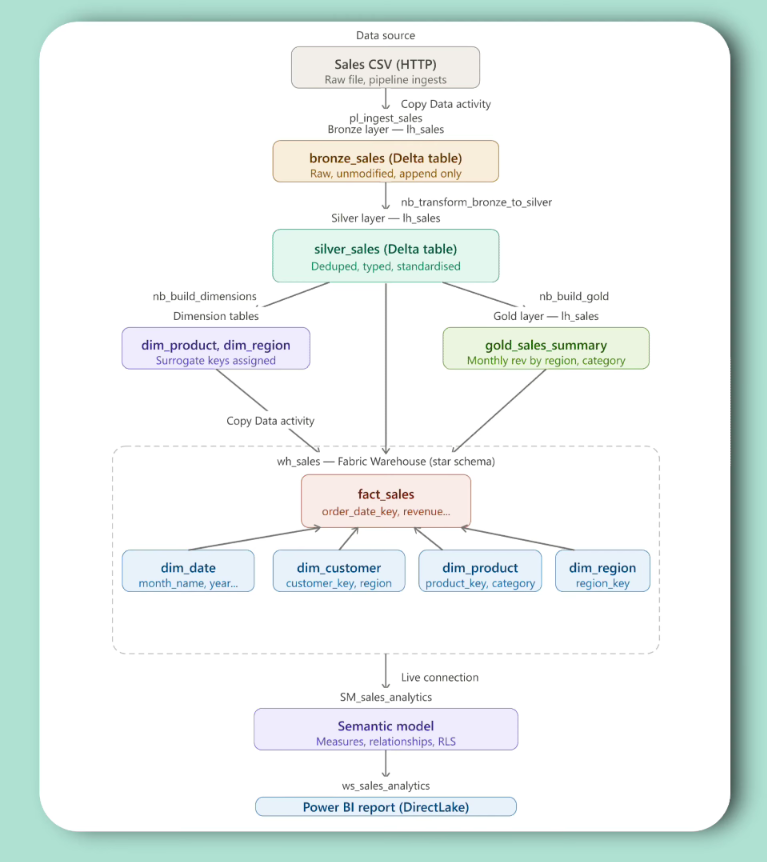 Data source
Sales CSV (HTTP)
Raw file, pipeline ingests
Copy Data activity
pl_ingest_sales
Bronze layer — lh_sales
bronze_sales (Delta table)
Raw, unmodified, append only
nb_transform_bronze_to_silver
Silver layer — lh_sales
silver_sales (Delta table)
Deduped, typed, standardised
nb_build_dimensions
nb_build_gold
Dimension tables
Gold layer — lh_sales
dim_product, dim_region
Surrogate keys assigned
gold_sales_summary
Monthly rev by region, category
Copy Data activity
wh_sales — Fabric Warehouse (star schema)
fact_sales
order_date_key, revenue...
dim_date
month_name, year...
dim_customer
customer_key, region
dim_product
product_key, category
dim_region
region_key
Live connection
SM_sales_analytics
Semantic model
Measures, relationships, RLS
ws_sales_analytics
Power BI report (DirectLake)